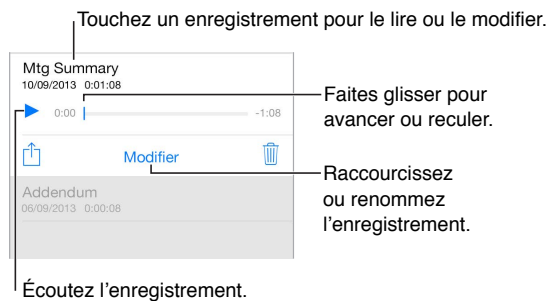 Touchez un enregistrement pour le lire ou le modifier.
Mtg Summary
10/09/2013 0:01:08
0:00
-1:08
Faites glisser pour
avancer ou reculer.
Modifier
Raccourcissez
ou renommez
l'enregistrement.
Addendum
06/09/2013 0:00:08
Écoutez l'enregistrement.